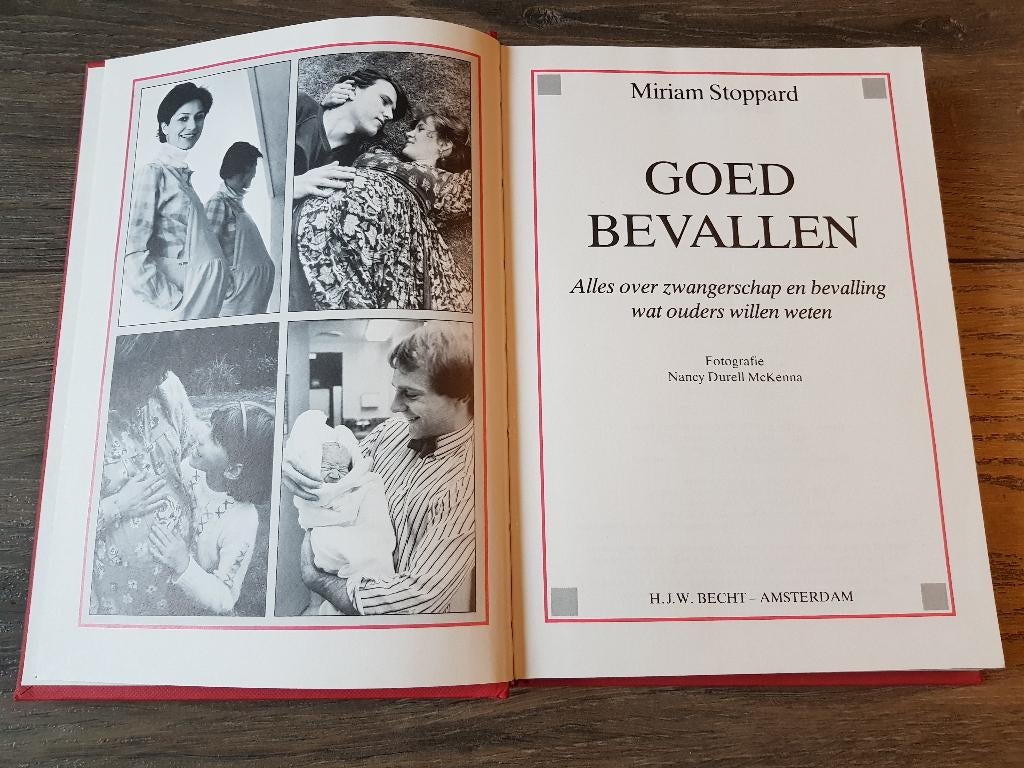 Miriam Stoppard
GOED
BEVALLEN
Alles over zwangerschap en bevalling
wat ouders willen weten
Fotografie
Nancy Durell McKenna
H.J.W. BECHT – AMSTERDAM